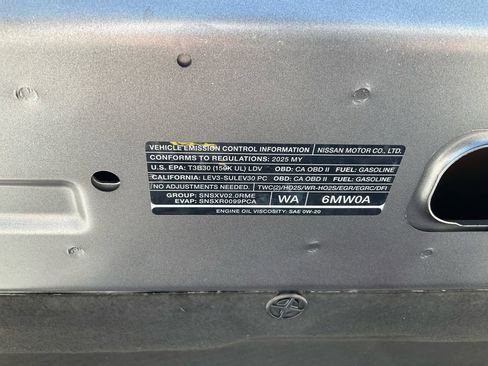 VEHICLE EMISSION CONTROL INFORMATION NISSAN MOTOR CO., LTD.
CONFORMS TO REGULATIONS: 2025 MY
U.S. EPA: T3B30 (150K UL) LDV OBD: CA OBD II FUEL: GASOLINE
CALIFORNIA: LEV3-SULEV30 PC OBD: CA OBD II FUEL: GASOLINE
NO ADJUSTMENTS NEEDED. TWC(2)/HO2S/WR-HO2S/EGR/EGRC/DFI
SNSXV02.0RME
EVAP: SNSXR0099PCA WA 6MW0A
ENGINE OIL VISCOSITY: SAE 0W-20